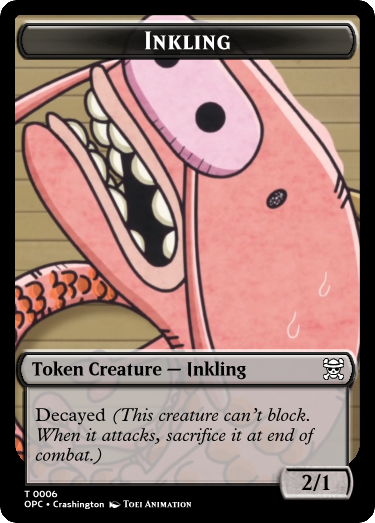 Inkling
Token Creature — Inkling
Decayed (This creature can't block.
When it attacks, sacrifice it at end of
combat.)
2/1
T 0006
OPC • Crashington Toei Animation